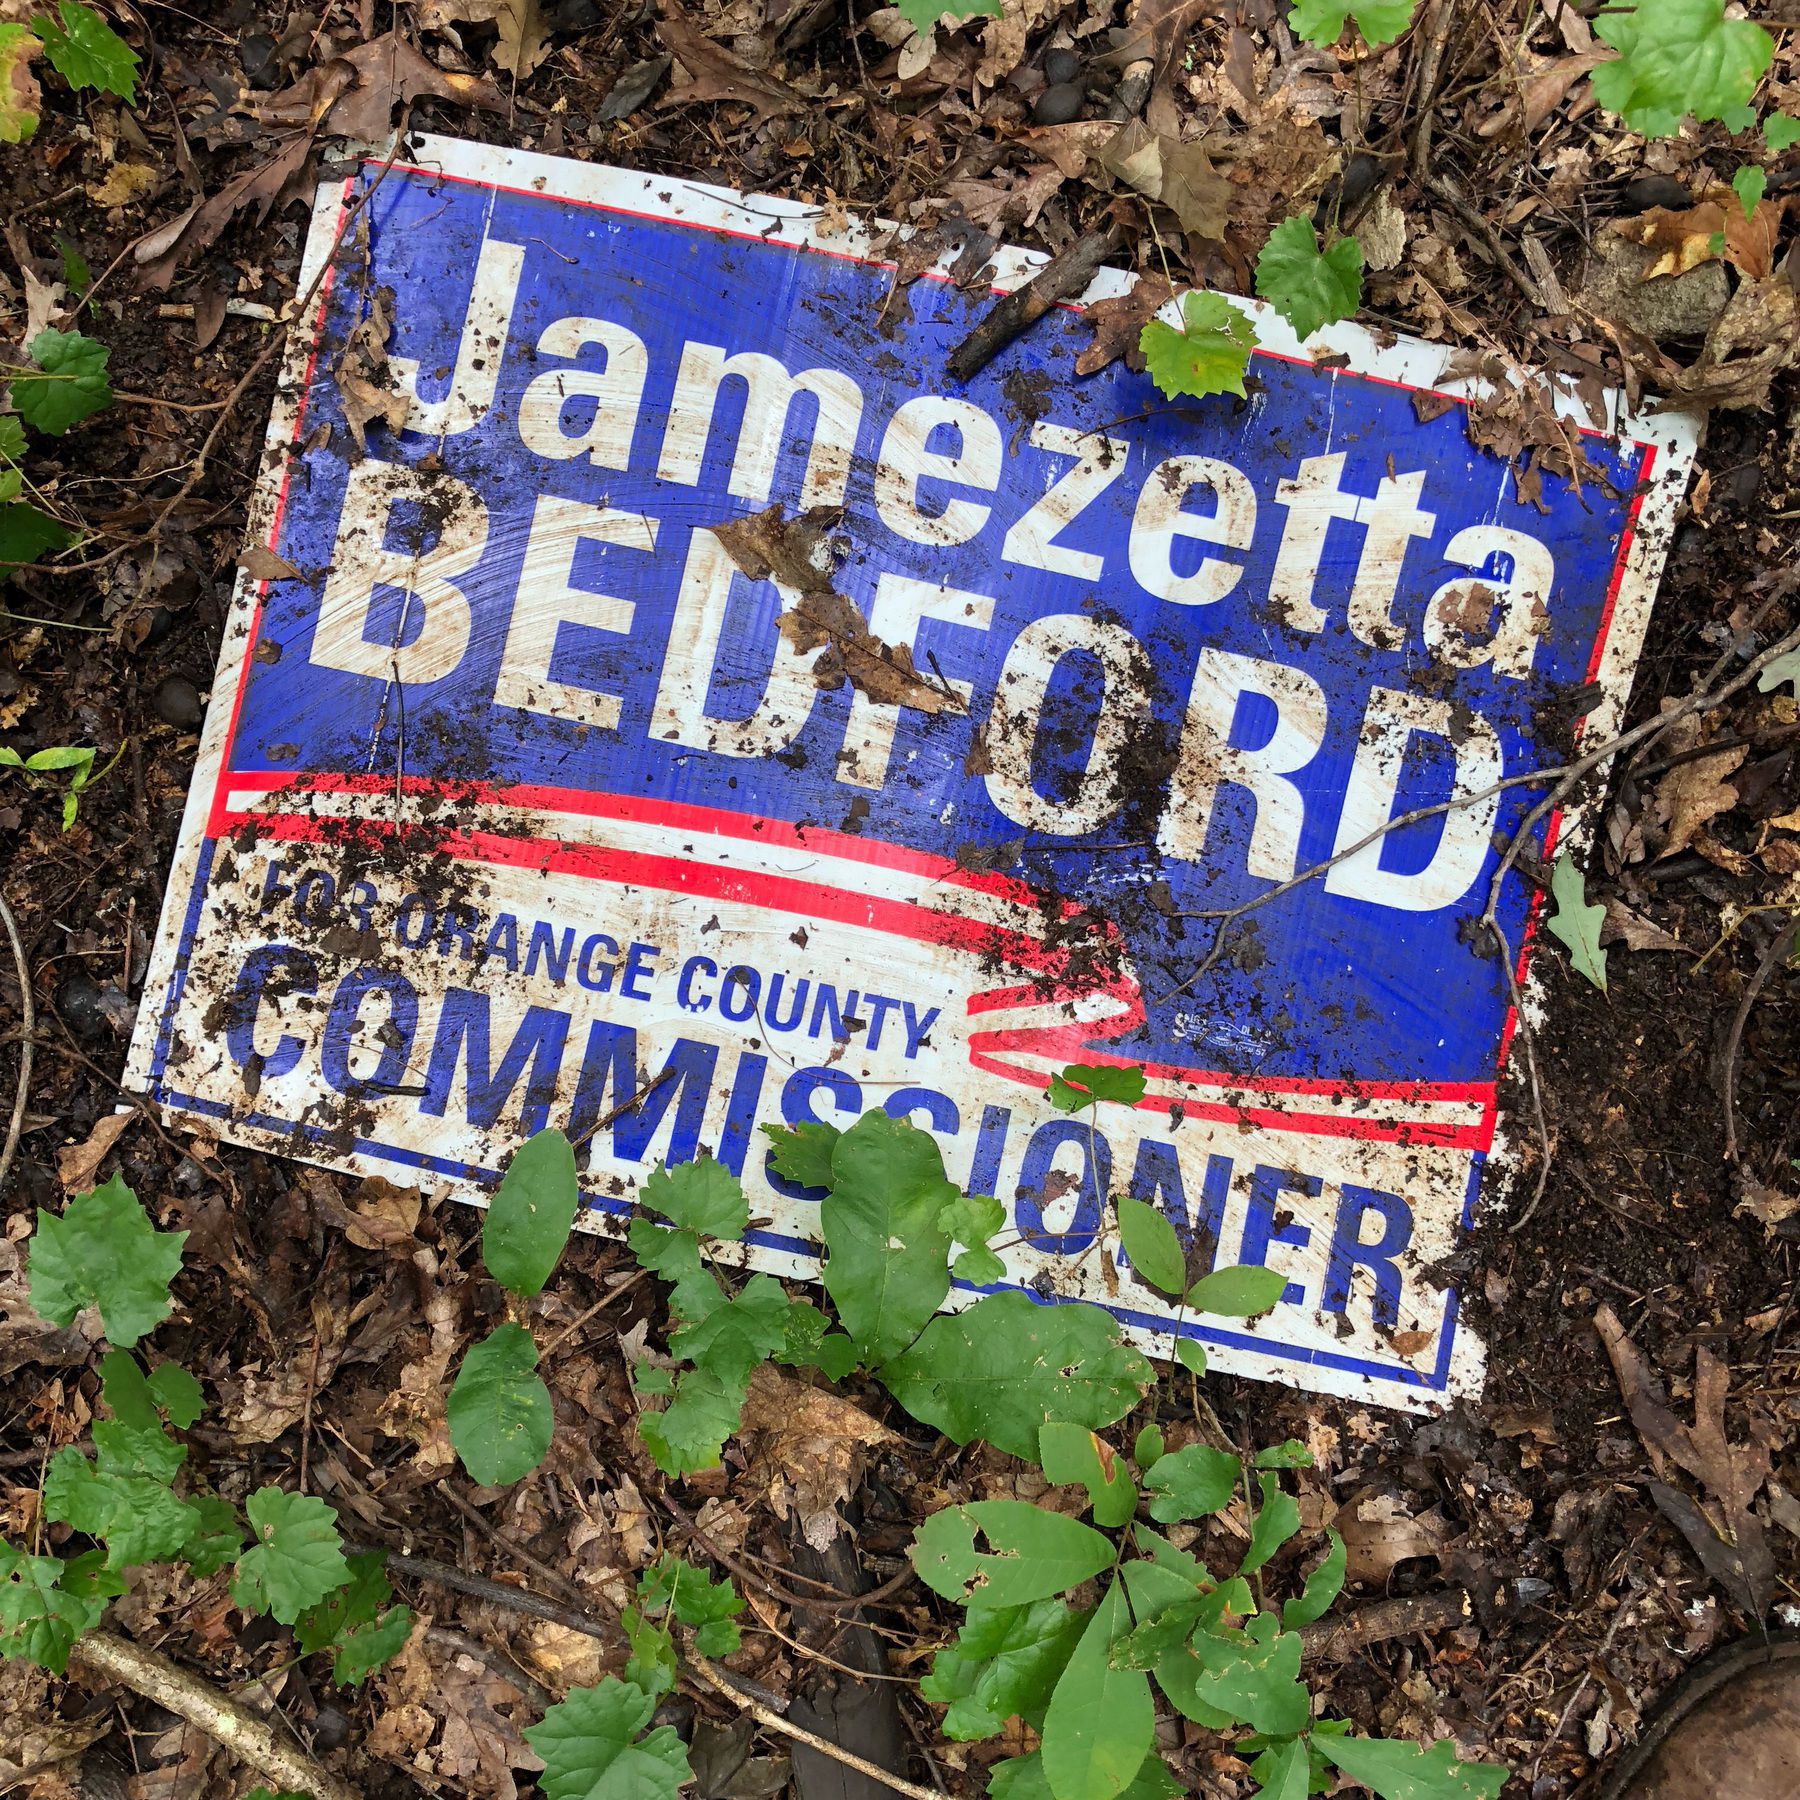 Jamezetta
BEDFORD
FOR ORANGE COUNTY
COMMISSIONER